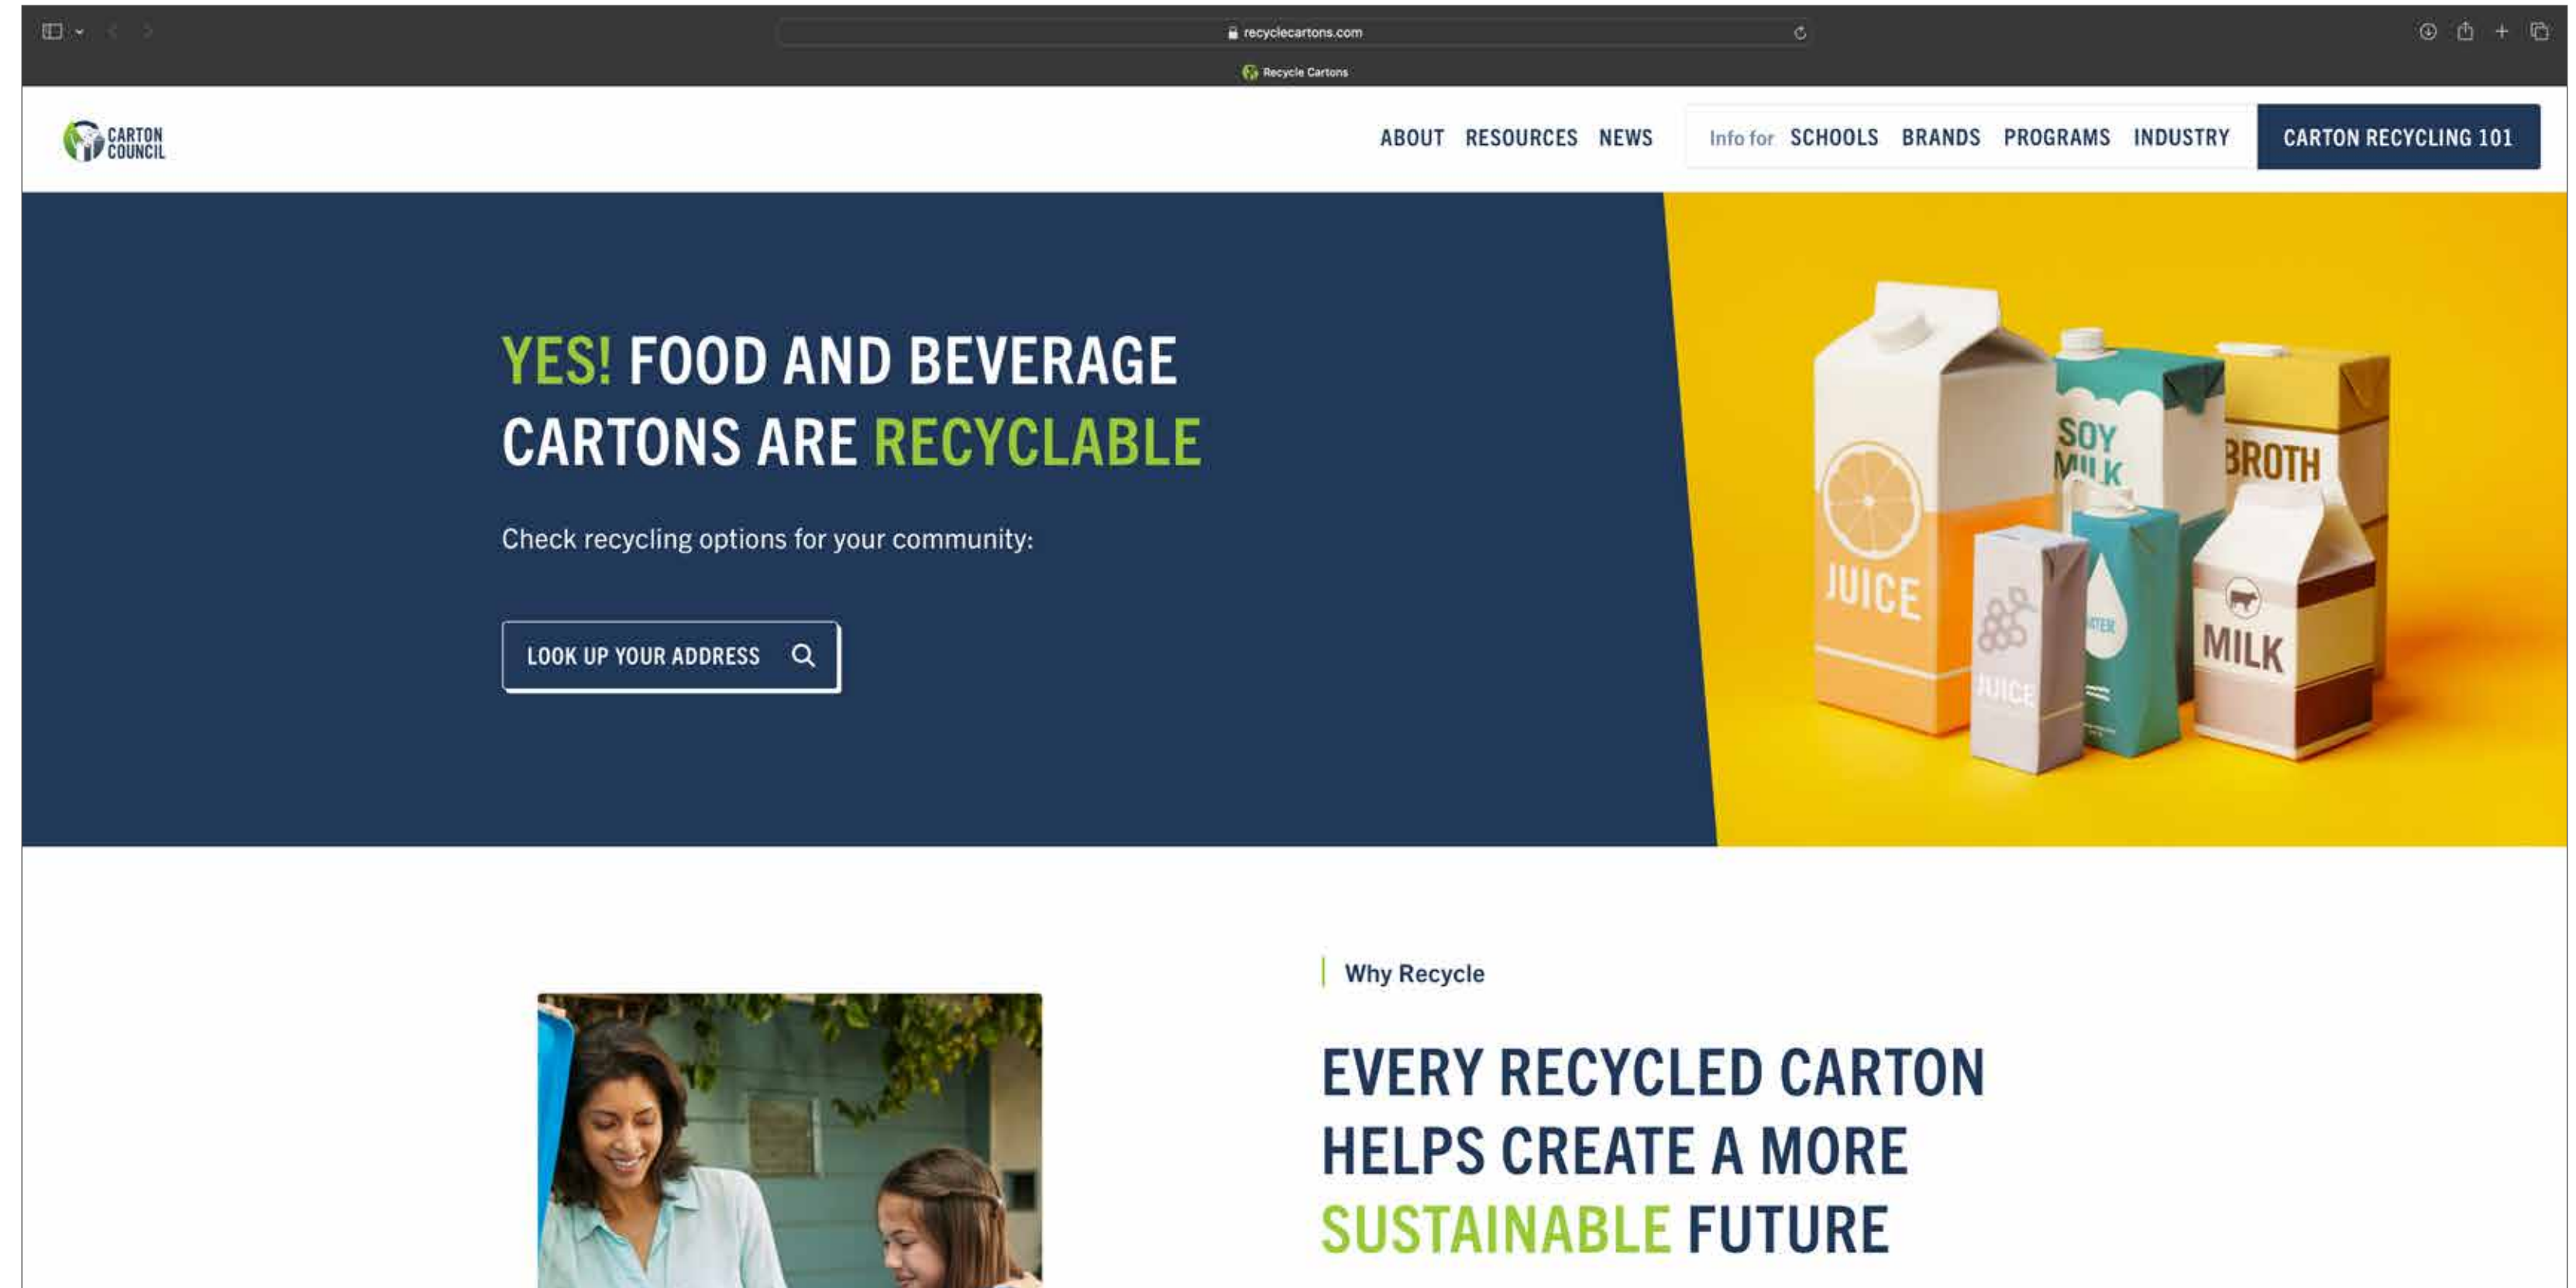 recyclecartons.com
Recycle Cartons
CARTON
COUNCIL
ABOUT RESOURCES NEWS Info for SCHOOLS BRANDS PROGRAMS INDUSTRY CARTON RECYCLING 101
YES! FOOD AND BEVERAGE
CARTONS ARE RECYCLABLE
Check recycling options for your community:
LOOK UP YOUR ADDRESS
JUICE
SOY
MILK
BROTH
JUICE
MILK
Why Recycle
EVERY RECYCLED CARTON
HELPS CREATE A MORE
SUSTAINABLE FUTURE